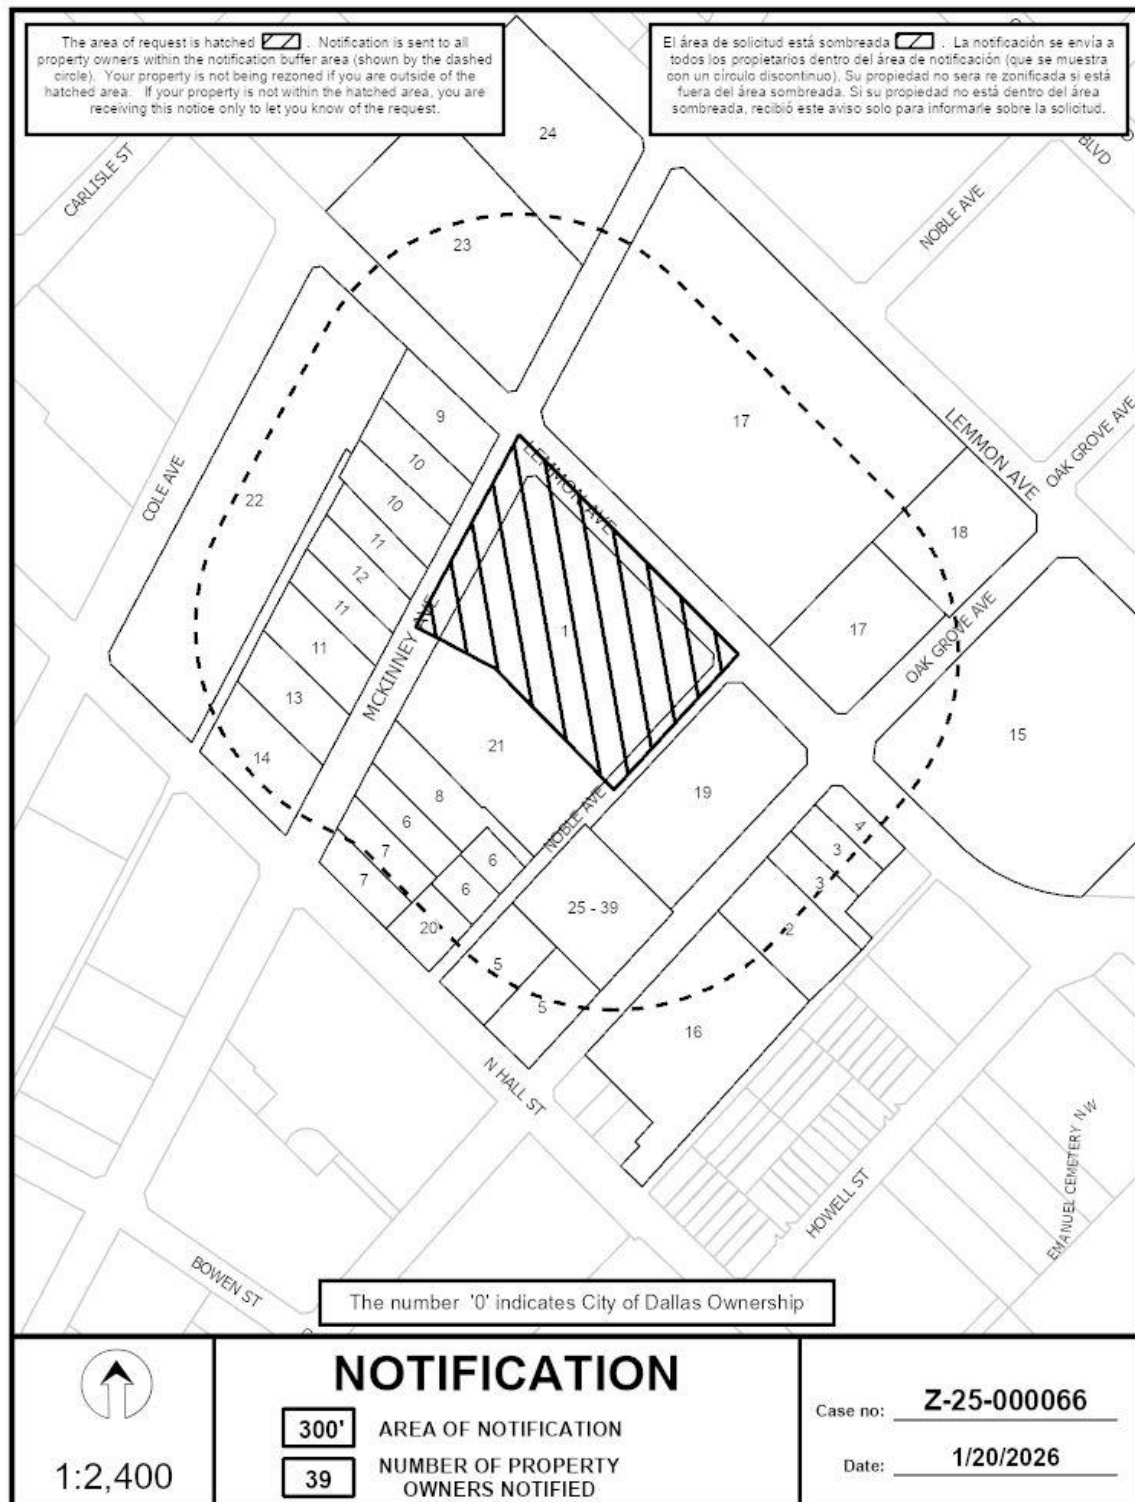 The area of request is hatched . Notification is sent to all
property owners within the notification buffer area (shown by the dashed
circle). Your property is not being rezoned if you are outside of the
hatched area. If your property is not within the hatched area, you are
receiving this notice only to let you know of the request.
El área de solicitud está sombreada . La notificación se envía a
todos los propietarios dentro del área de notificación (que se muestra
con un círculo discontinuo). Su propiedad no sera re zonificada si está
fuera del área sombreada. Si su propiedad no está dentro del área
sombreada, recibió este aviso solo para informarle sobre la solicitud.
24
BLVD
CARLISLE ST
NOBLE AVE
23
9
17
LEMMON AVE
OAK GROVE AVE
10
LEMMON AVE
COLE AVE
22
10
11
18
12
11
1
17
OAK GROVE AVE
11
MCKINNEY AVE
13
15
21
14
8
19
6
NOBLE AVE
4
7
3
6
7
3
6
25 - 39
20
2
5
5
16
N HALL ST
EMANUEL CEMETERY NW
HOWELL ST
BOWEN ST
The number '0' indicates City of Dallas Ownership
1:2,400
NOTIFICATION
300' AREA OF NOTIFICATION
39 NUMBER OF PROPERTY
OWNERS NOTIFIED
Case no: Z-25-000066
Date: 1/20/2026